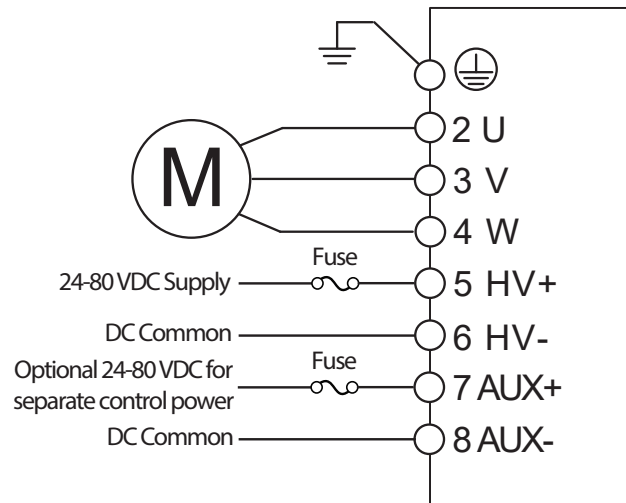 2 U
M
3 V
4 W
Fuse
24-80 VDC Supply
5 HV+
DC Common
6 HV-
Optional 24-80 VDC for
separate control power
Fuse
7 AUX+
DC Common
8 AUX-